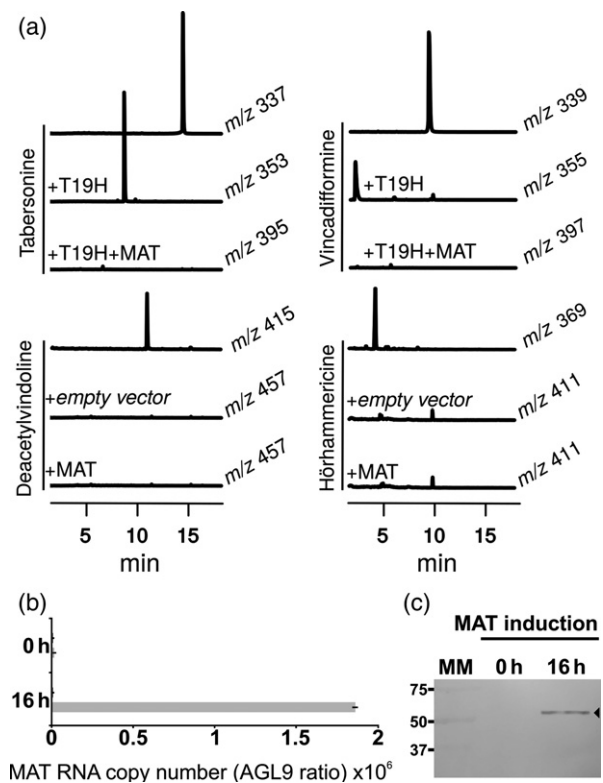 (a)
Tabersonine
m/z 337
+T19H
m/z 353
+T19H+MAT
m/z 395
Vincadifformine
m/z 339
+T19H
m/z 355
+T19H+MAT
m/z 397
Deacetylvindoline
m/z 415
+empty vector
m/z 457
+MAT
m/z 457
5 10 15
min
Hörhammericine
m/z 369
+empty vector
m/z 411
+MAT
m/z 411
5 10 15
min
(b)
0 h
16 h
0 0.5 1 1.5 2
MAT RNA copy number (AGL9 ratio) x10⁶
(c)
MAT induction
MM 0 h 16 h
75
50
37